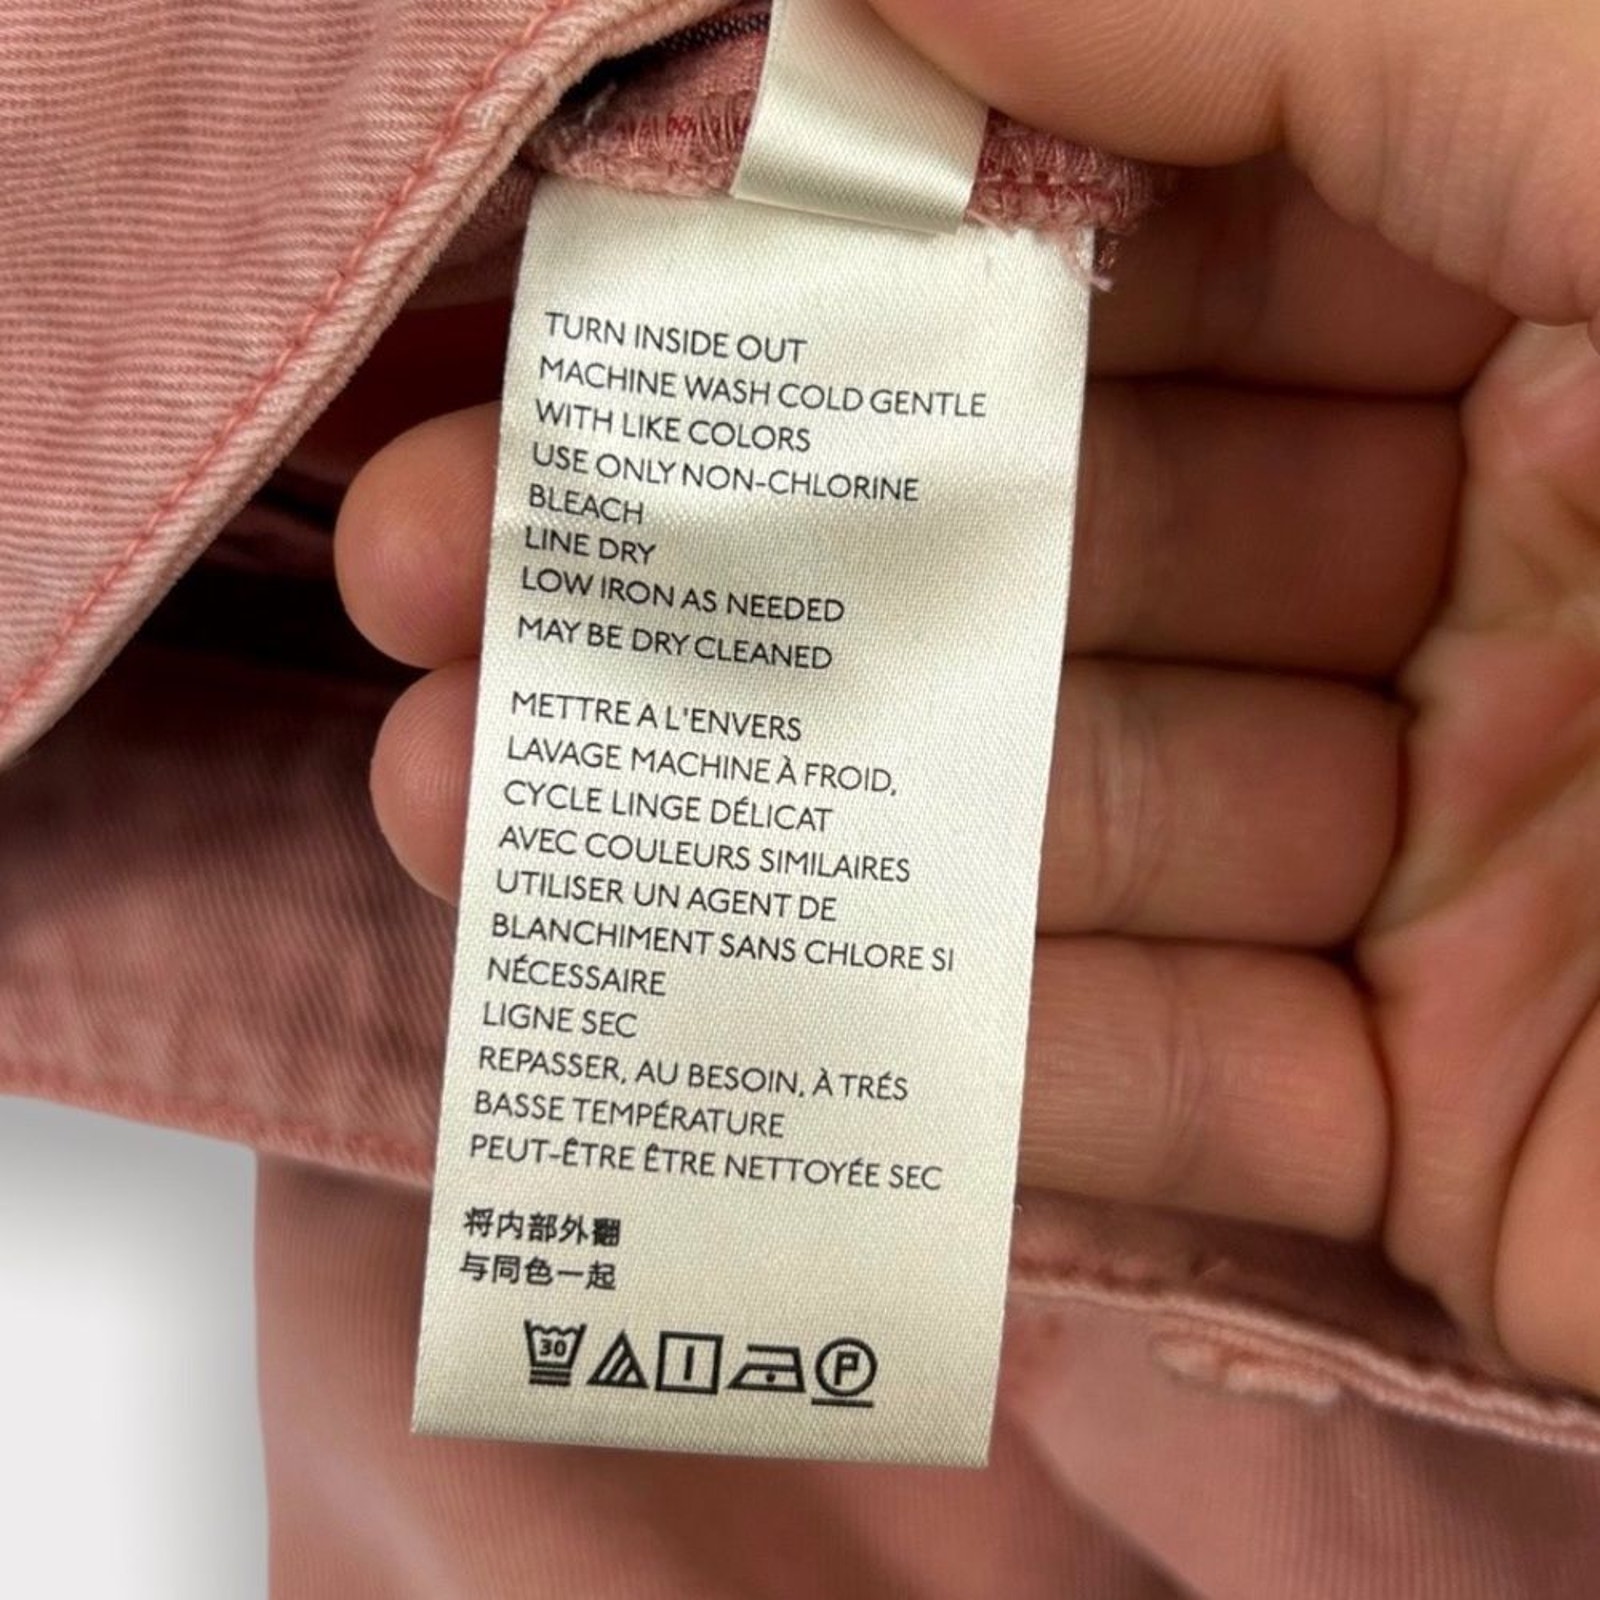 TURN INSIDE OUT
MACHINE WASH COLD GENTLE
WITH LIKE COLORS
USE ONLY NON-CHLORINE
BLEACH
LINE DRY
LOW IRON AS NEEDED
MAY BE DRY CLEANED
METTRE A L'ENVERS
LAVAGE MACHINE À FROID,
CYCLE LINGE DÉLICAT
AVEC COULEURS SIMILAIRES
UTILISER UN AGENT DE
BLANCHIMENT SANS CHLORE SI
NÉCESSAIRE
LIGNE SEC
REPASSER, AU BESOIN, À TRÉS
BASSE TEMPÉRATURE
PEUT-ÊTRE ÊTRE NETTOYÉE SEC
将内部外翻
与同色一起
30 P